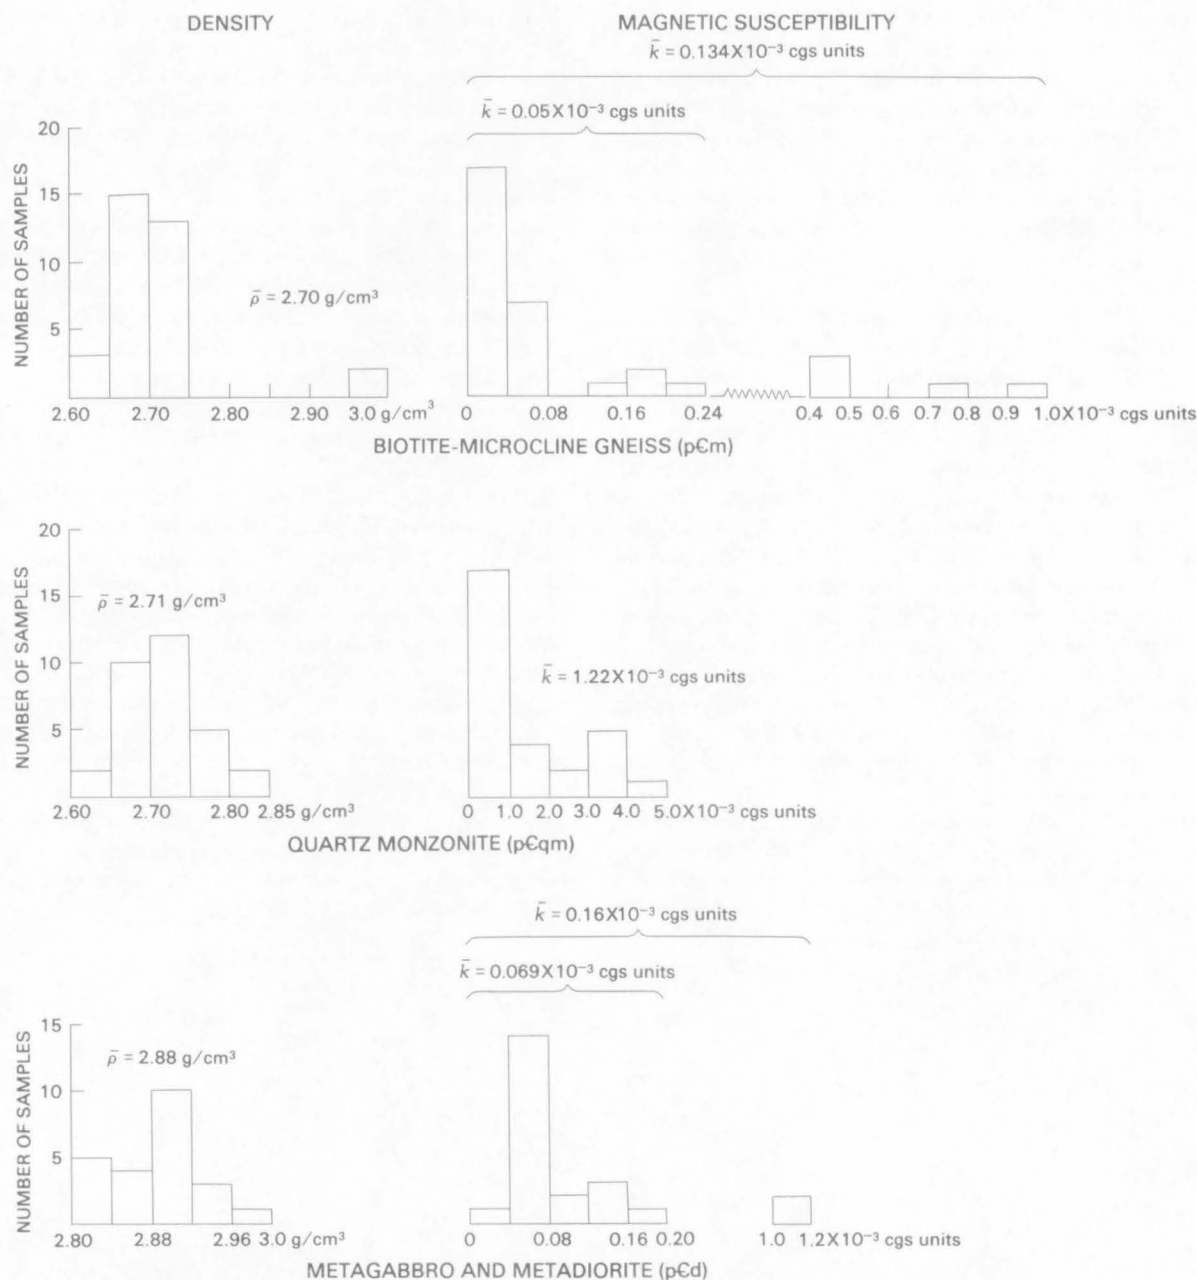 DENSITY
MAGNETIC SUSCEPTIBILITY
k̄ = 0.134X10⁻³ cgs units
k̄ = 0.05X10⁻³ cgs units
NUMBER OF SAMPLES
20
15
10
5
ρ̄ = 2.70 g/cm³
2.60 2.70 2.80 2.90 3.0 g/cm³
0 0.08 0.16 0.24 0.4 0.5 0.6 0.7 0.8 0.9 1.0X10⁻³ cgs units
BIOTITE-MICROCLINE GNEISS (p€m)
NUMBER OF SAMPLES
20
15
10
5
ρ̄ = 2.71 g/cm³
k̄ = 1.22X10⁻³ cgs units
2.60 2.70 2.80 2.85 g/cm³
0 1.0 2.0 3.0 4.0 5.0X10⁻³ cgs units
QUARTZ MONZONITE (p€qm)
k̄ = 0.16X10⁻³ cgs units
k̄ = 0.069X10⁻³ cgs units
NUMBER OF SAMPLES
15
10
5
ρ̄ = 2.88 g/cm³
2.80 2.88 2.96 3.0 g/cm³
0 0.08 0.16 0.20 1.0 1.2X10⁻³ cgs units
METAGABBRO AND METADIORITE (p€d)